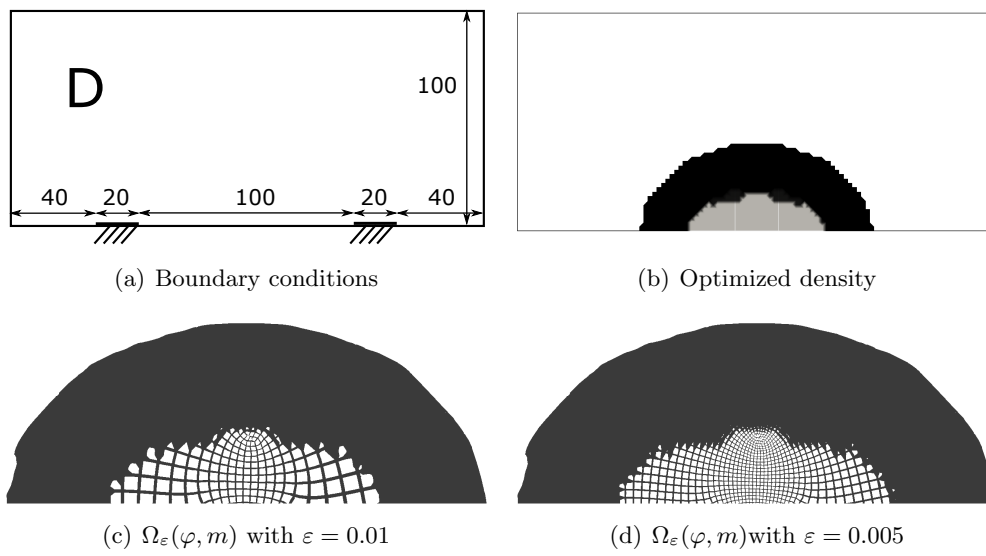 D
100
40 20 100 20 40
(a) Boundary conditions
(b) Optimized density
(c) Ωε(φ, m) with ε = 0.01
(d) Ωε(φ, m)with ε = 0.005